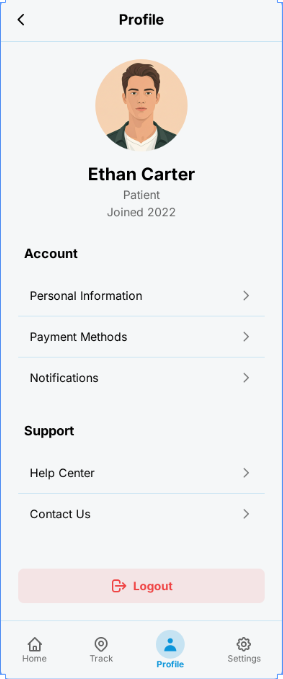 Profile
Ethan Carter
Patient
Joined 2022
Account
Personal Information
Payment Methods
Notifications
Support
Help Center
Contact Us
Logout
Home Track Profile Settings